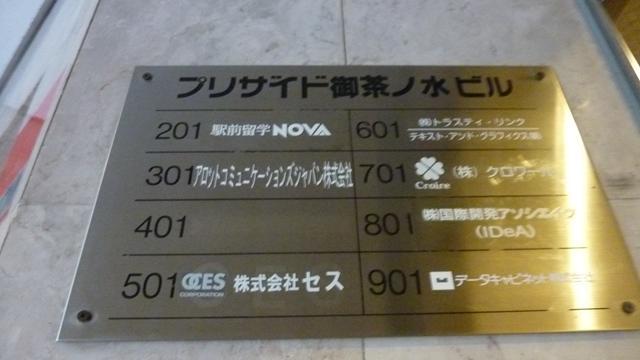 プリサイド御茶ノ水ビル
201 駅前留学NOVA
301 アロットコミュニケーションズジャパン株式会社
401
501 CES CORPORATION 株式会社セス
601 ㈱トラスティ・リンク
テキスト・アンド・グラフィクス㈱
701 Croire (株) クロワール
801 ㈱国際開発アソシエイツ
(IDeA)
901 データキャビネット株式会社